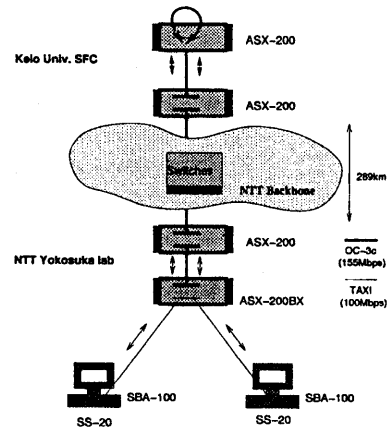 ASX-200
Keio Univ. SFC
ASX-200
Switches
NTT Backbone
289km
ASX-200
NTT Yokosuka lab
OC-3c
(155Mbps)
TAXI
(100Mbps)
ASX-200BX
SBA-100
SS-20
SBA-100
SS-20